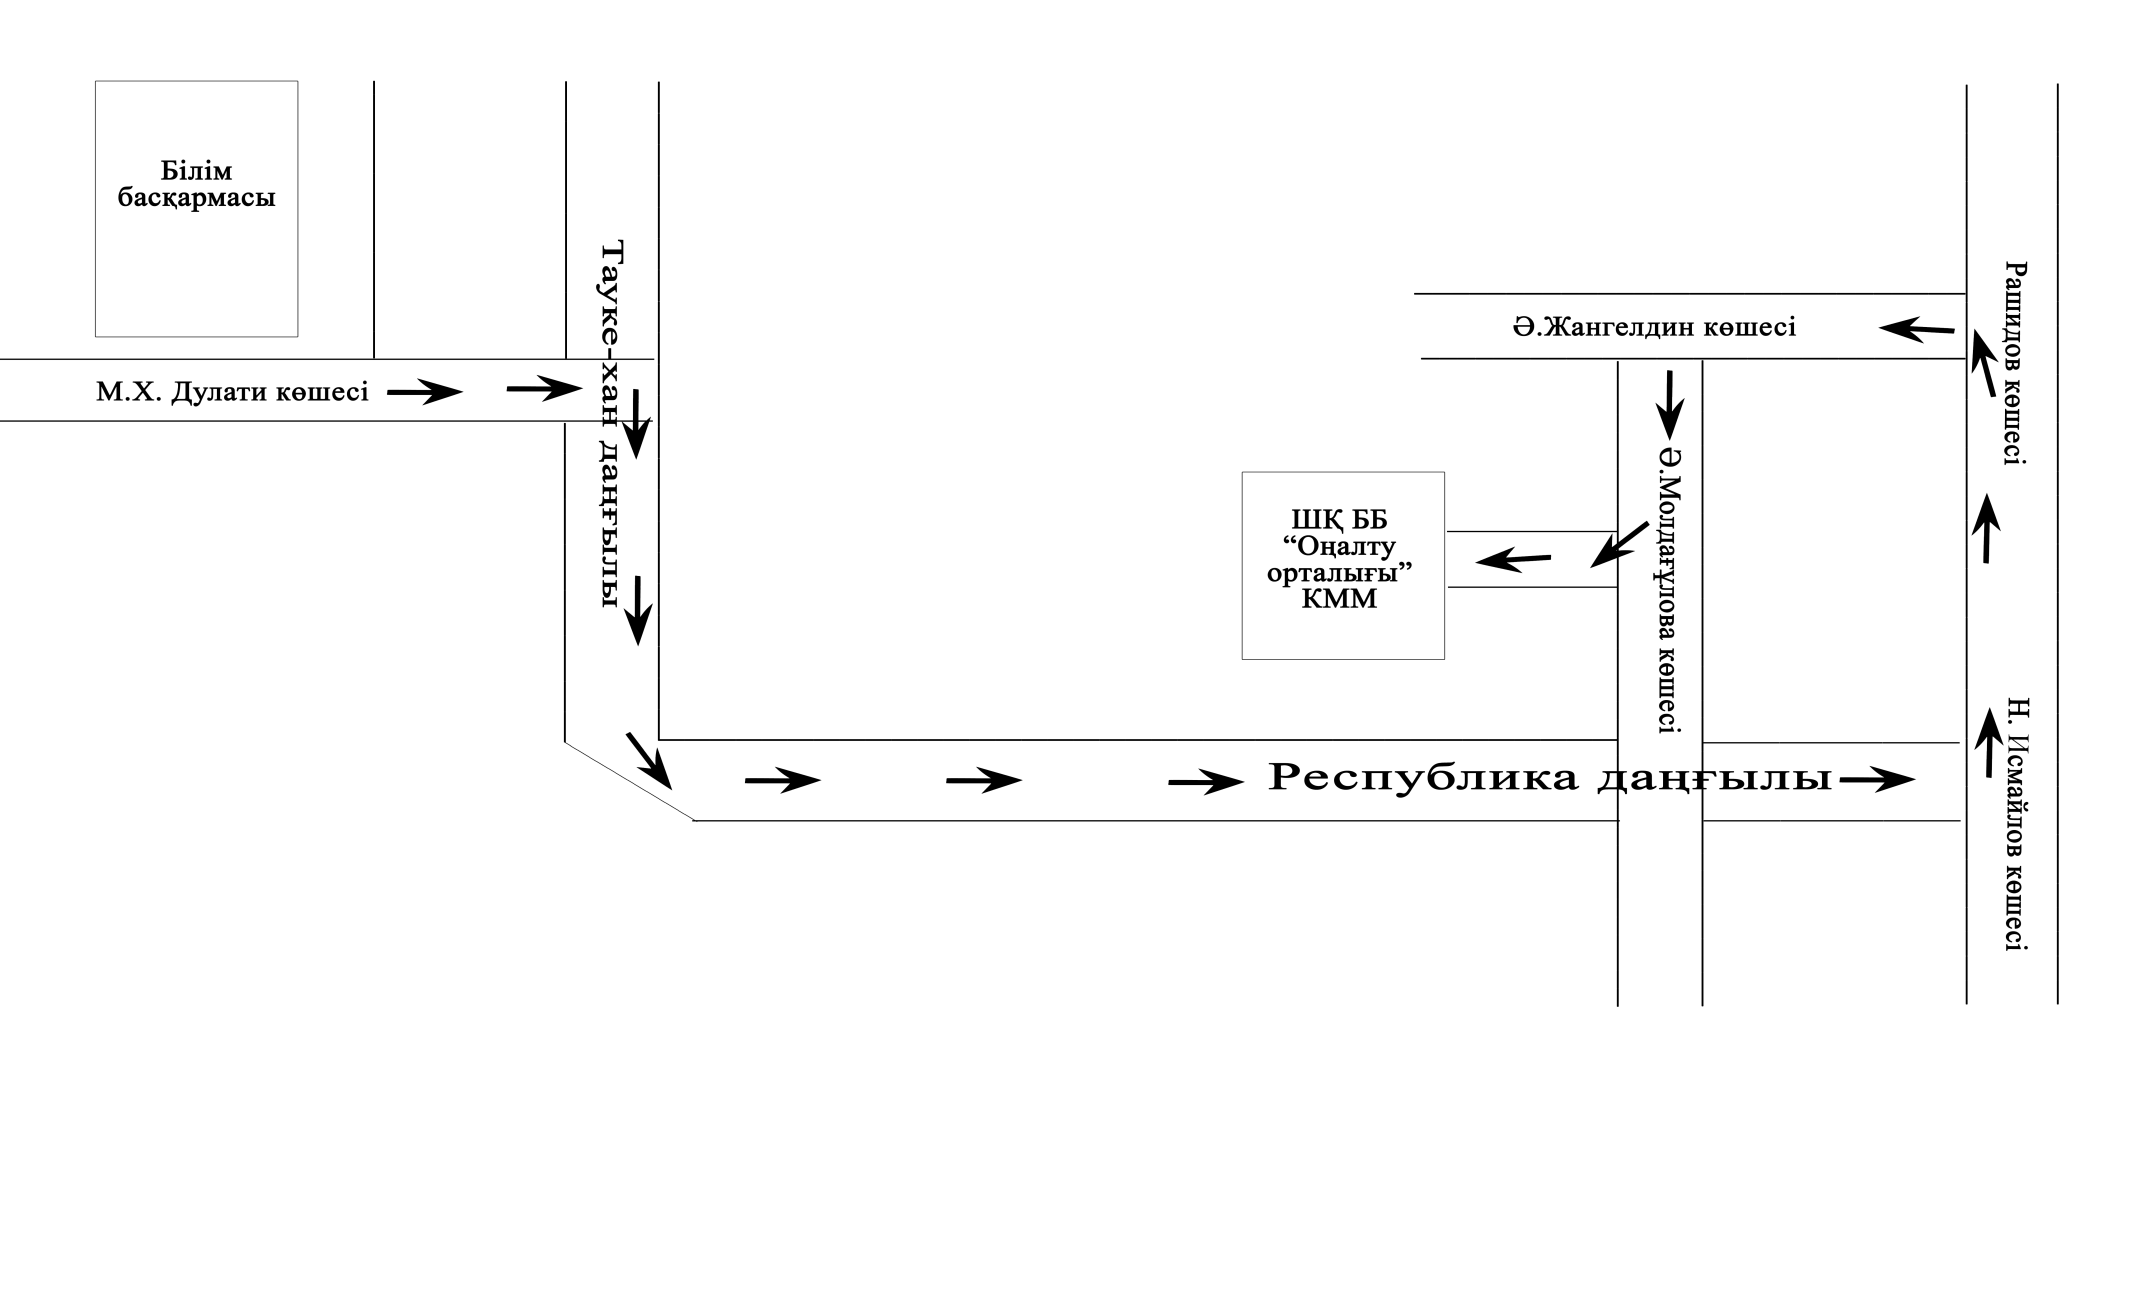 Білім
басқармасы
М.Х. Дулати көшесі
Тауке-хан даңғылы
ШҚ ББ
“Оңалту
орталығы”
КММ
Ә.Жангелдин көшесі
Ә.Молдағұлова көшесі
Республика даңғылы
Рашидов көшесі
Н. Исмайлов көшесі